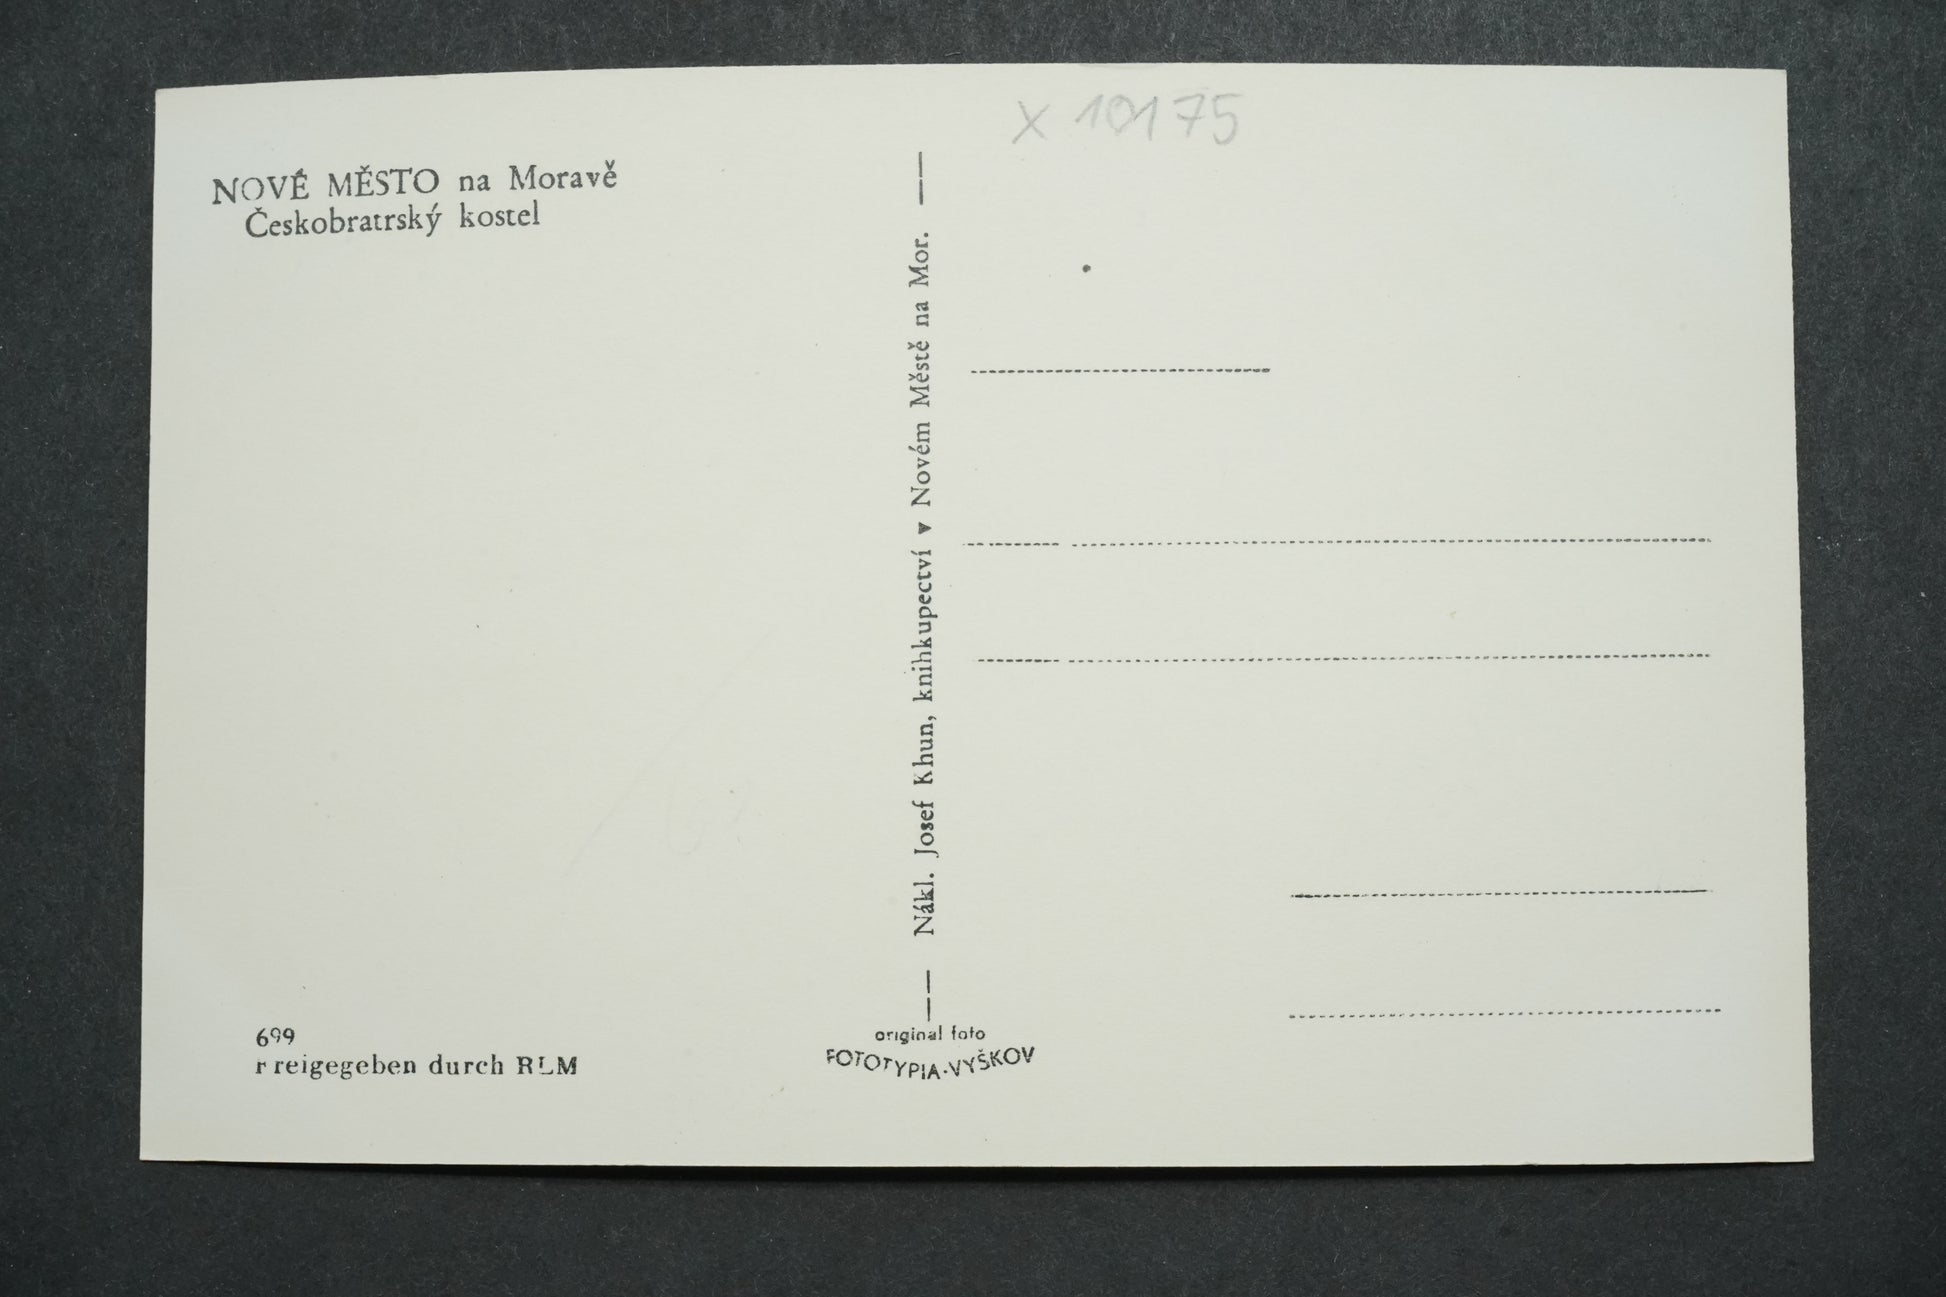 x 10175
NOVÉ MĚSTO na Moravě
Českobratrský kostel
Nákl. Josef Khun, knihkupectví v Novém Městě na Mor.
699
Freigegeben durch RLM
original foto
FOTOTYPIA-VYŠKOV